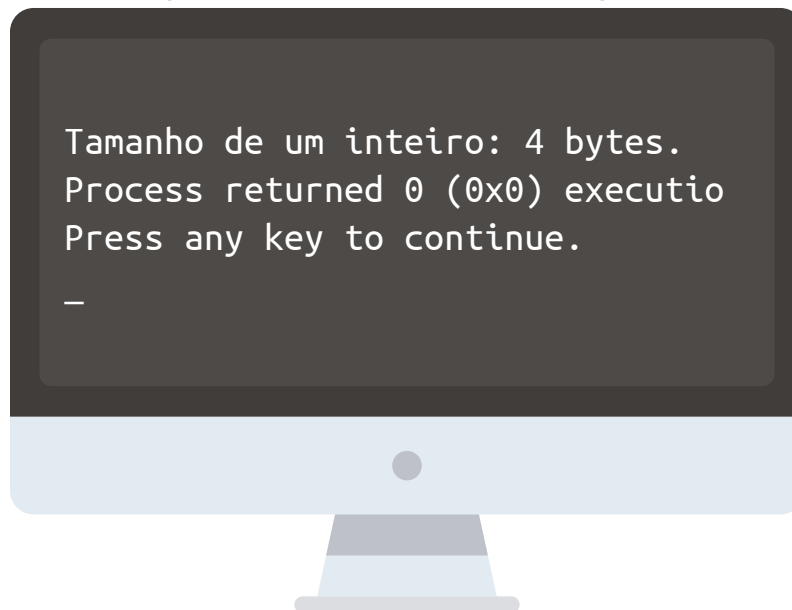 Tamanho de um inteiro: 4 bytes.
Process returned 0 (0x0) executio
Press any key to continue.
_